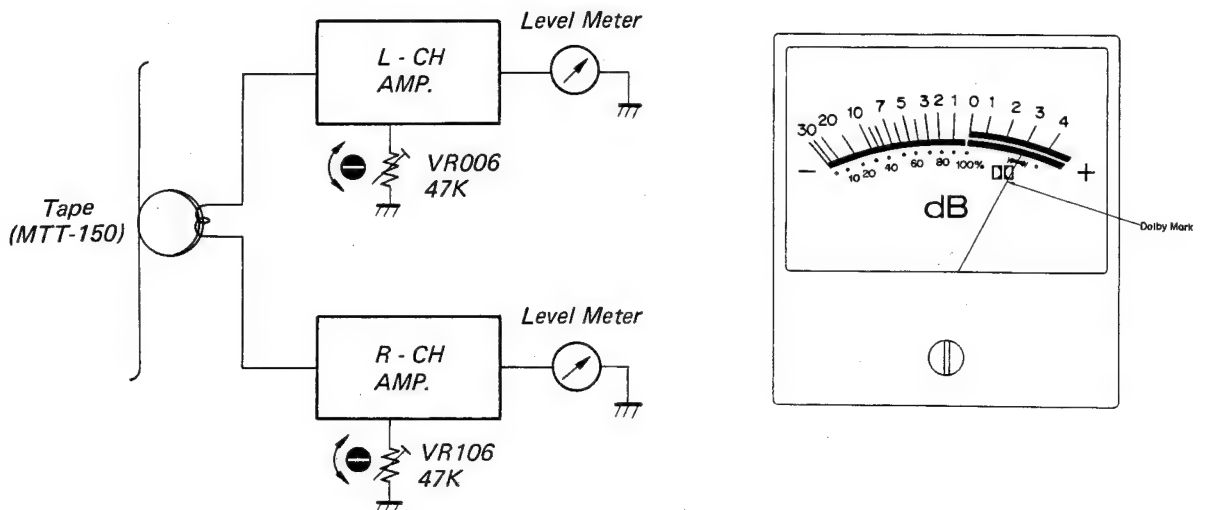 Level Meter
L - CH
AMP.
VR006
47K
Tape
(MTT-150)
Level Meter
R - CH
AMP.
VR106
47K
30 20 10 7 5 3 2 1 0 1 2 3 4
- 10 20 40 60 80 100% +
dB
Dolby Mark